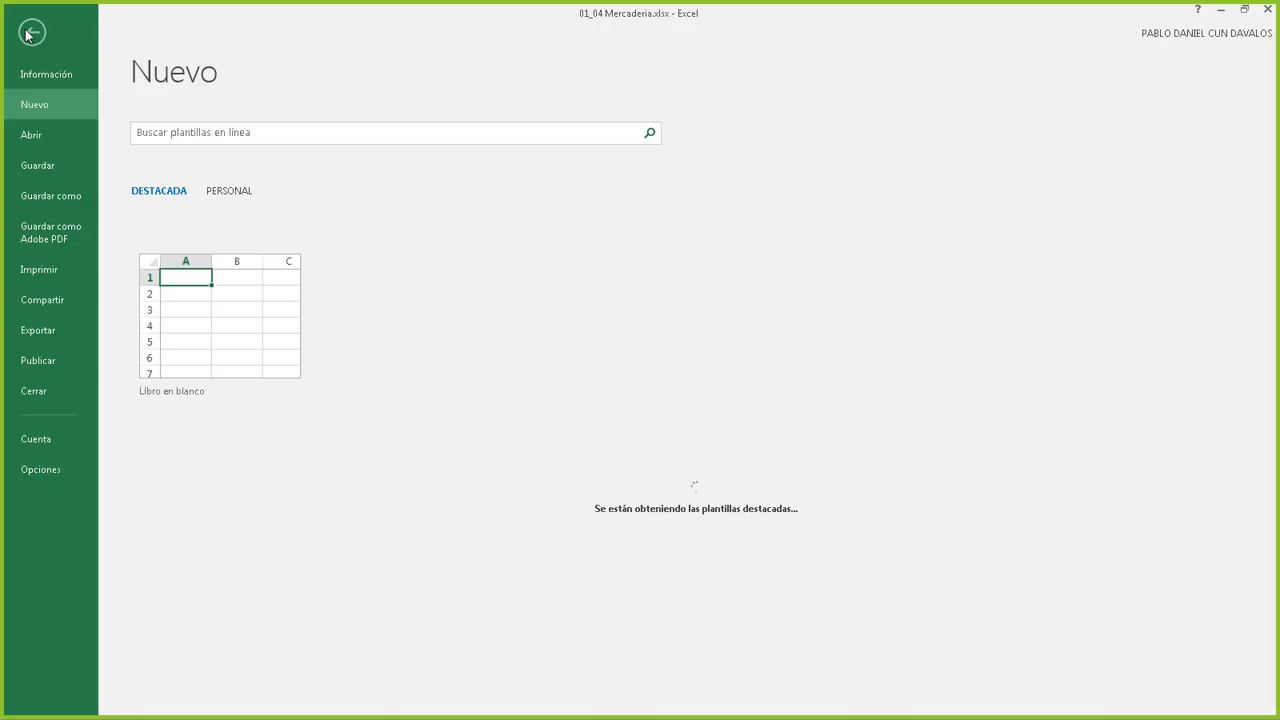 01_04 Mercaderia.xlsx - Excel
?
PABLO DANIEL CUN DAVALOS
Información
Nuevo
Abrir
Guardar
Guardar como
Guardar como
Adobe PDF
Imprimir
Compartir
Exportar
Publicar
Cerrar
Cuenta
Opciones
Nuevo
Buscar plantillas en línea
DESTACADA PERSONAL
A B C
1
2
3
4
5
6
7
Libro en blanco
Se están obteniendo las plantillas destacadas...